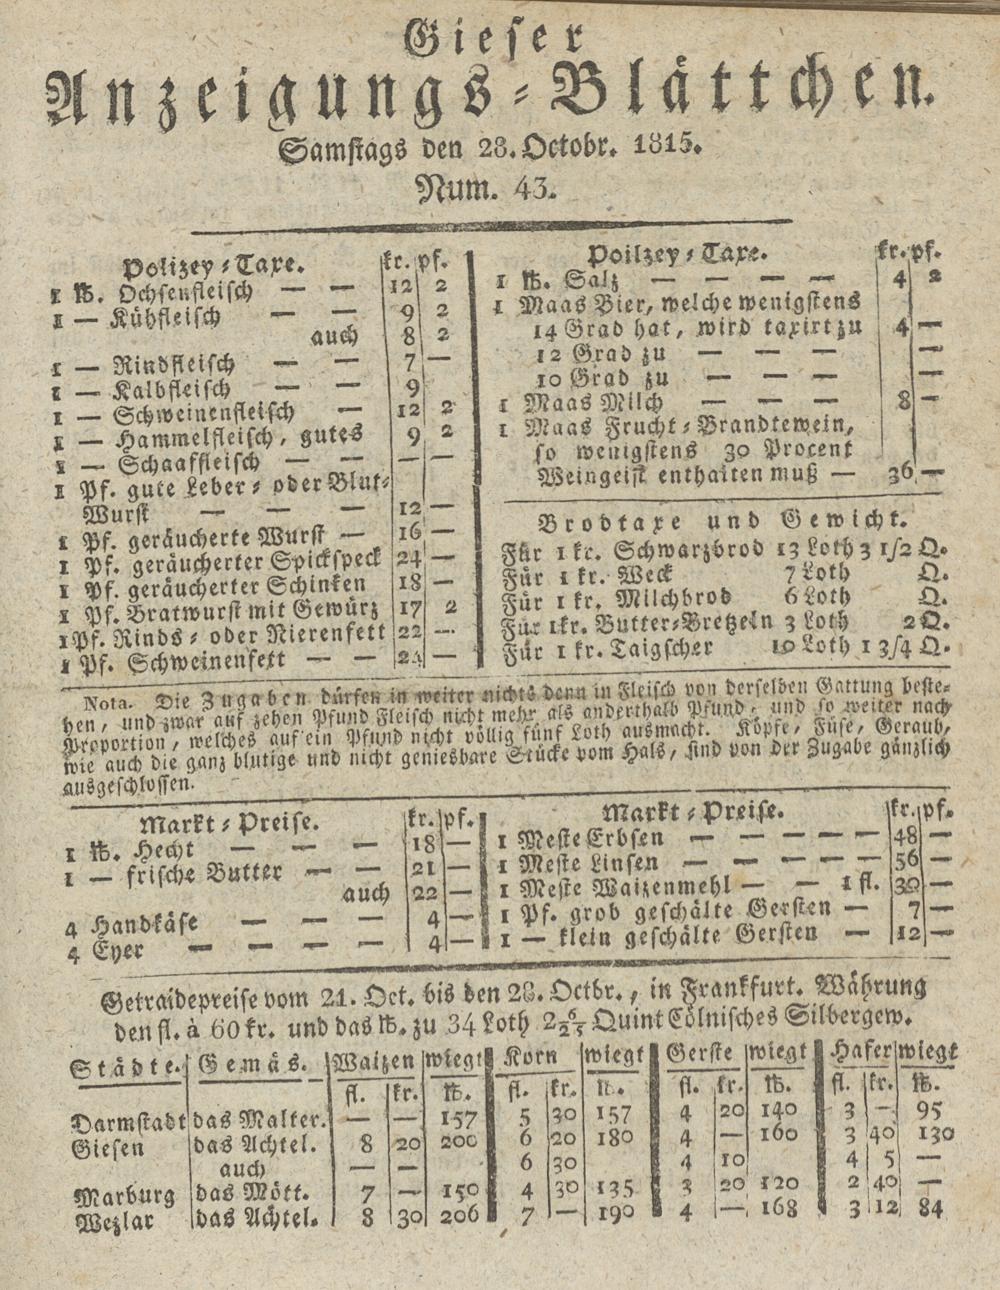 Gieser
Anzeigungs-Blättchen.
Samstags den 28. Octobr. 1815.
Num. 43.
Polizey-Taxe. kr. pf.
1 ℔. Ochsenfleisch — — 12 2
1 — Kühfleisch — — 9 2
auch 8 2
1 — Rindfleisch — — 7 —
1 — Kalbfleisch — — 9
1 — Schweinenfleisch — 12 2
1 — Hammelfleisch, gutes 9 2
1 — Schaaffleisch — — — —
1 Pf. gute Leber- oder Blut-
Wurst — — — 12 —
1 Pf. geräucherte Wurst — 16 —
1 Pf. geräucherter Spickspeck 24 —
1 Pf. geräucherter Schinken 18 —
1 Pf. Bratwurst mit Gewürz 17 2
1 Pf. Rinds- oder Nierenfett 22 —
1 Pf. Schweinenfett — — 24 —
Poilzey-Taxe. kr. pf.
1 ℔. Salz — — — — 4 2
1 Maas Bier, welche wenigstens
14 Grad hat, wird taxirt zu 4 —
12 Grad zu — — — —
10 Grad zu — — — —
1 Maas Milch — — — 8 —
1 Maas Frucht-Brandtewein,
so wenigstens 30 Procent
Weingeist enthalten muß — 36 —
Brodtaxe und Gewicht.
Für 1 kr. Schwarzbrod 13 Loth 3 1/2 Q.
Für 1 kr. Weck 7 Loth Q.
Für 1 kr. Milchbrod 6 Loth Q.
Für 1kr. Butter-Bretzeln 3 Loth 2 Q.
Für 1 kr. Taigscher 10 Loth 1 3/4 Q.
Nota. Die Zugaben dürfen in weiter nichts denn in Fleisch von derselben Gattung beste-
hen, und zwar auf zehen Pfund Fleisch nicht mehr als anderthalb Pfund, und so weiter nach
Proportion, welches auf ein Pfund nicht völlig fünf Loth ausmacht. Köpfe, Füse, Geraub,
wie auch die ganz blutige und nicht geniesbare Stücke vom Hals, sind von der Zugabe gänzlich
ausgeschlossen.
Markt-Preise. kr. pf.
1 ℔. Hecht — — — 18 —
1 — frische Butter — — 21 —
auch 22 —
4 Handkäse — — — 4 —
4 Eyer — — — — 4 —
Markt-Preise. kr. pf.
1 Meste Erbsen — — — — — 48 —
1 Meste Linsen — — — — — 56 —
1 Meste Waizenmehl — — 1 fl. 30 —
1 Pf. grob geschälte Gersten — 7 —
1 — klein geschälte Gersten — 12 —
Getraidepreise vom 21. Oct. bis den 28. Octbr., in Frankfurt. Währung
den fl. à 60 kr. und das ℔. zu 34 Loth Quint Cölnisches Silbergew.
Städte. Gemäs. Waizen wiegt Korn wiegt Gerste wiegt Hafer wiegt
fl. kr. ℔. fl. kr. ℔. fl. kr. ℔. fl. kr. ℔.
Darmstadt das Malter. — — 157 5 30 157 4 20 140 3 — 95
Giesen das Achtel. 8 20 200 6 20 180 4 — 160 3 40 130
auch — — 6 30 4 10 4 5 —
Marburg das Mött. 7 — 150 4 30 135 3 20 120 2 40 —
Wezlar das Achtel. 8 30 206 7 — 190 4 — 168 3 12 84